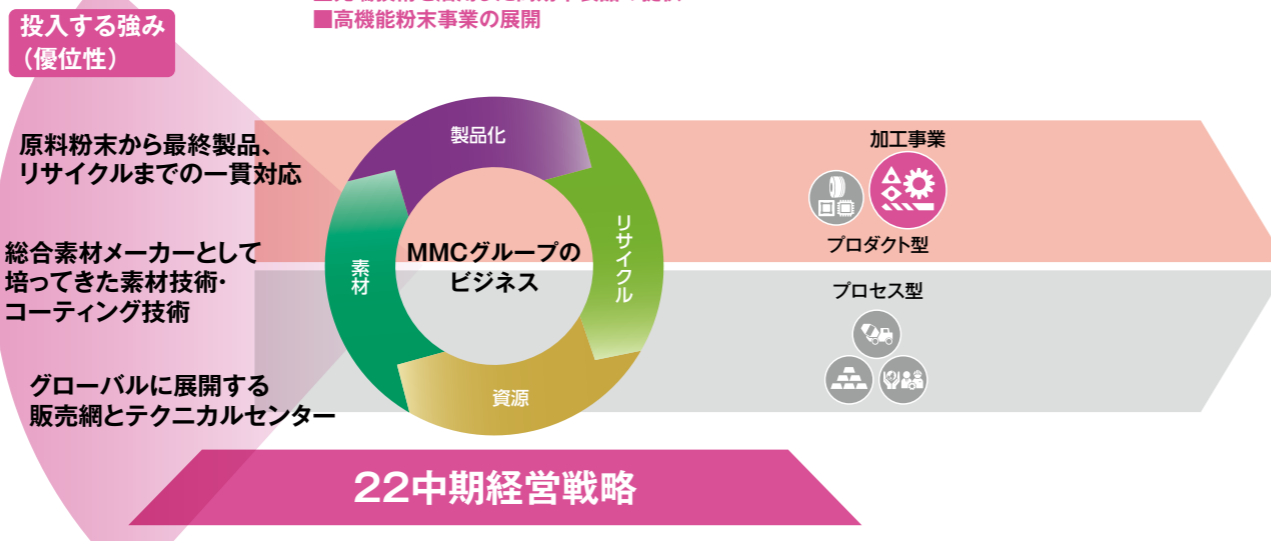 ■高機能粉末事業の展開
投入する強み
（優位性）
原料粉末から最終製品、
リサイクルまでの一貫対応
総合素材メーカーとして
培ってきた素材技術・
コーティング技術
グローバルに展開する
販売網とテクニカルセンター
製品化
リサイクル
素材
資源
MMCグループの
ビジネス
加工事業
プロダクト型
プロセス型
22中期経営戦略